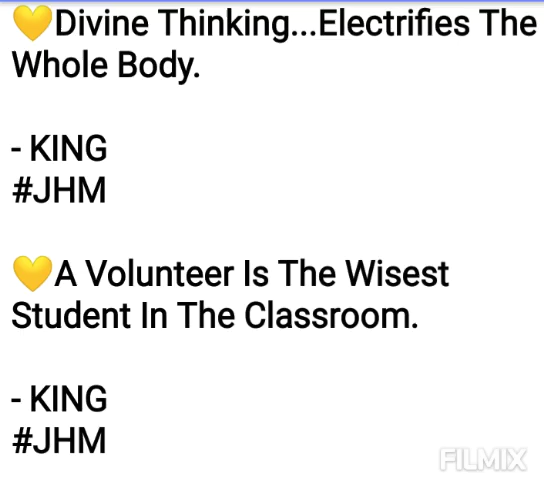 💛Divine Thinking...Electrifies The
Whole Body.
- KING
#JHM
💛A Volunteer Is The Wisest
Student In The Classroom.
- KING
#JHM
FILMIX